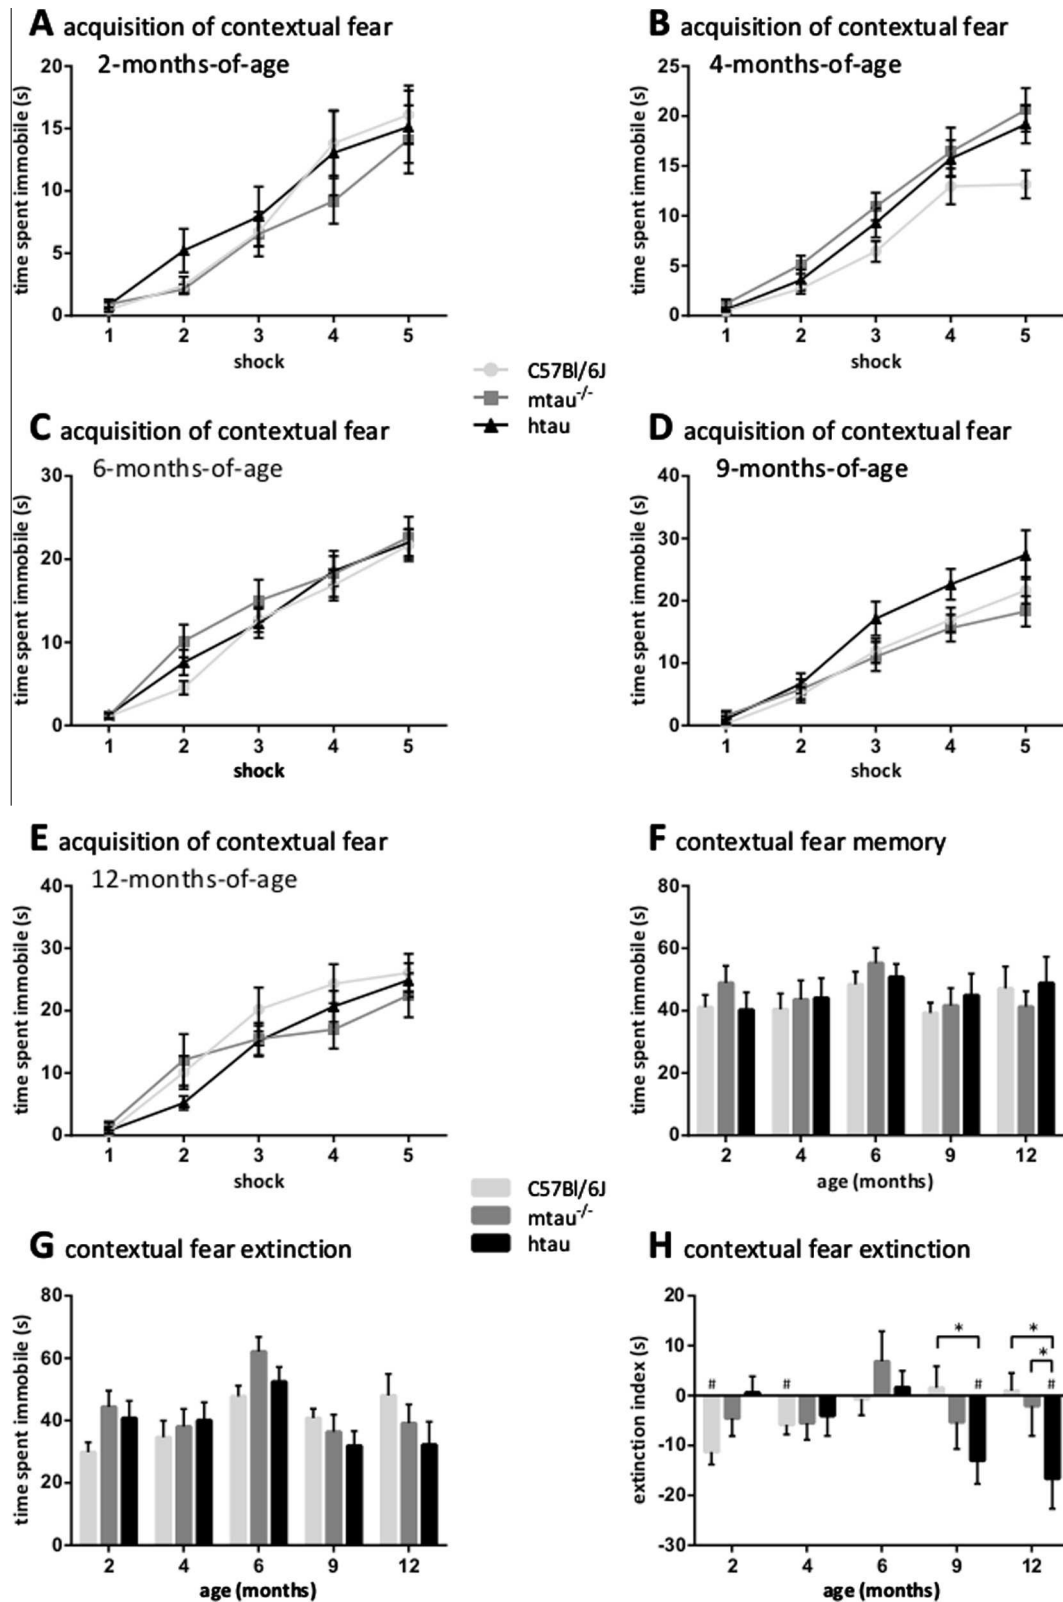 A acquisition of contextual fear
2-months-of-age
time spent immobile (s)
20
15
10
5
0
1 2 3 4 5
shock
B acquisition of contextual fear
4-months-of-age
time spent immobile (s)
25
20
15
10
5
0
1 2 3 4 5
shock
C57Bl/6J
mtau-/-
htau
C acquisition of contextual fear
6-months-of-age
time spent immobile (s)
30
20
10
0
1 2 3 4 5
shock
D acquisition of contextual fear
9-months-of-age
time spent immobile (s)
40
30
20
10
0
1 2 3 4 5
shock
E acquisition of contextual fear
12-months-of-age
time spent immobile (s)
40
30
20
10
0
1 2 3 4 5
shock
F contextual fear memory
time spent immobile (s)
80
60
40
20
0
2 4 6 9 12
age (months)
C57Bl/6J
mtau-/-
htau
G contextual fear extinction
time spent immobile (s)
80
60
40
20
0
2 4 6 9 12
age (months)
H contextual fear extinction
extinction index (s)
20
10
0
-10
-20
-30
# # * # * * #
2 4 6 9 12
age (months)